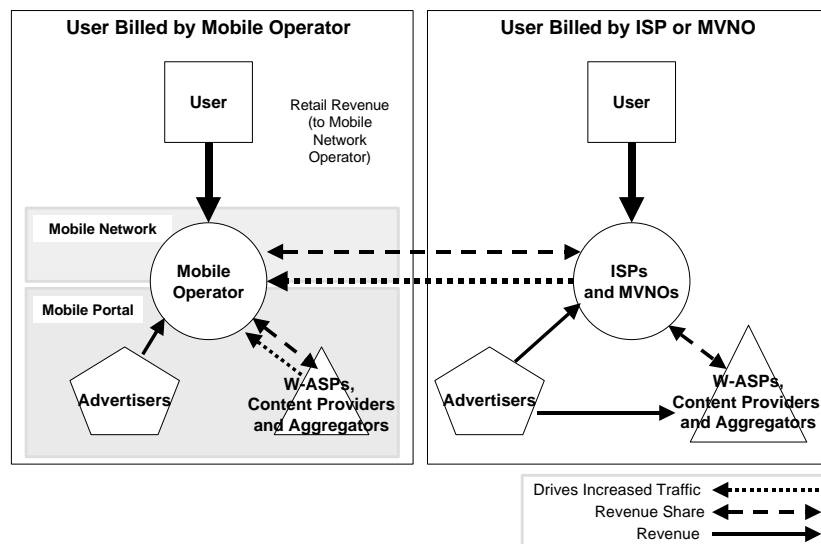 User Billed by Mobile Operator
User
Retail Revenue
(to Mobile
Network
Operator)
Mobile Network
Mobile
Operator
Mobile Portal
Advertisers
W-ASPs,
Content Providers
and Aggregators
User Billed by ISP or MVNO
User
ISPs
and MVNOs
Advertisers
W-ASPs,
Content Providers
and Aggregators
Drives Increased Traffic
Revenue Share
Revenue